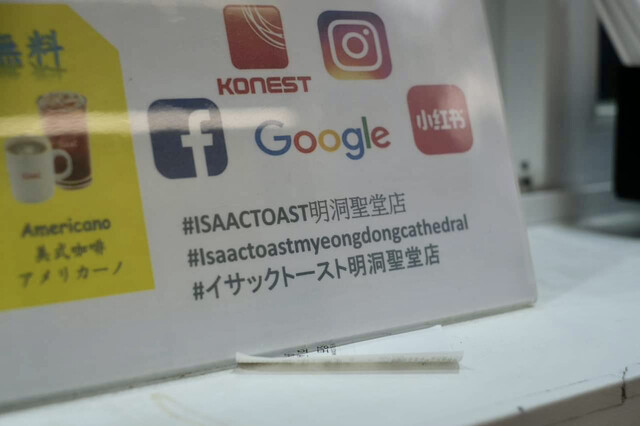 無料
KONEST
Google
小红书
Americano
美式咖啡
アメリカーノ
#ISAACTOAST明洞聖堂店
#Isaactoastmyeongdongcathedral
#イサックトースト明洞聖堂店